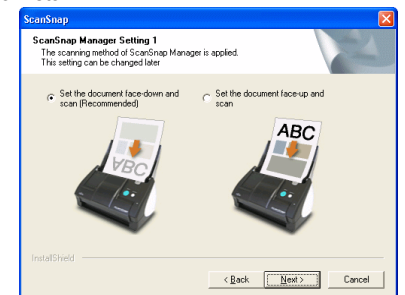 ScanSnap
ScanSnap Manager Setting 1
The scanning method of ScanSnap Manager is applied.
This setting can be changed later
Set the document face-down and
scan (Recommended)
Set the document face-up and
scan
ABC
ABC
InstallShield
< Back
Next >
Cancel